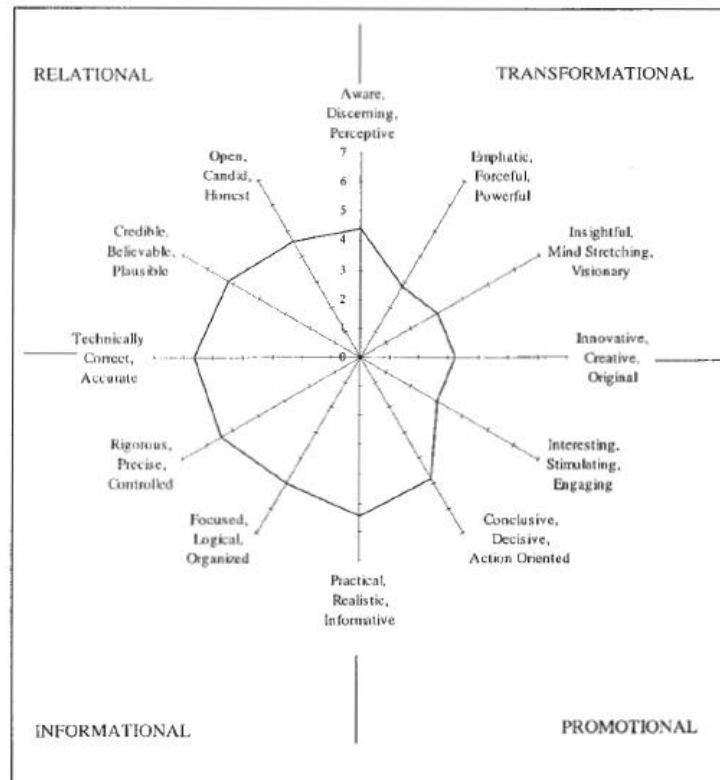 RELATIONAL
TRANSFORMATIONAL
Aware,
Discerning,
Perceptive
7
6
5
4
3
2
1
0
Open,
Candid,
Honest
Emphatic,
Forceful,
Powerful
Credible,
Believable,
Plausible
Insightful,
Mind Stretching,
Visionary
Technically
Correct,
Accurate
Innovative,
Creative,
Original
Rigorous,
Precise,
Controlled
Interesting,
Stimulating,
Engaging
Focused,
Logical,
Organized
Conclusive,
Decisive,
Action Oriented
Practical,
Realistic,
Informative
INFORMATIONAL
PROMOTIONAL